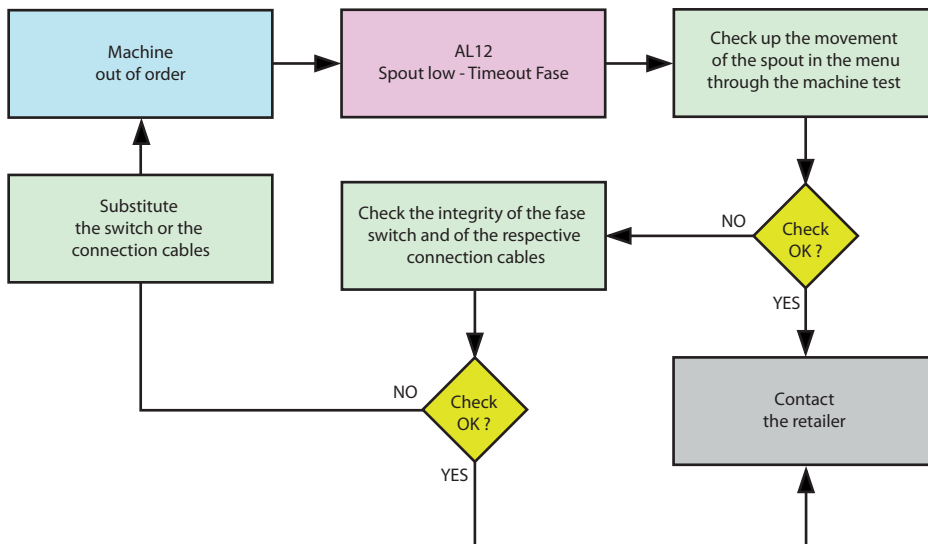 Machine
out of order
AL12
Spout low - Timeout Fase
Check up the movement
of the spout in the menu
through the machine test
Substitute
the switch or the
connection cables
Check the integrity of the fase
switch and of the respective
connection cables
NO
Check
OK ?
YES
Contact
the retailer
NO
Check
OK ?
YES